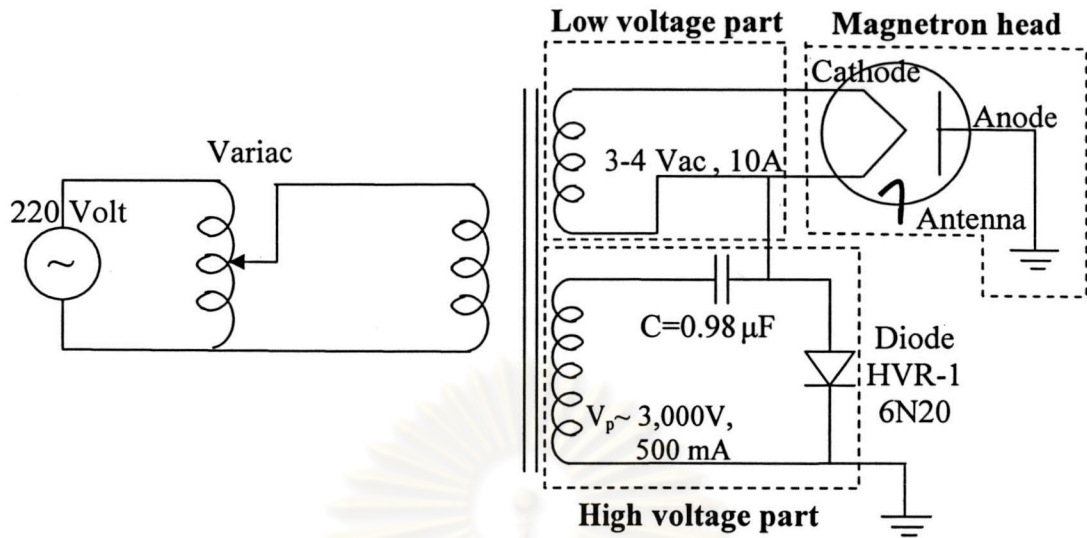 Low voltage part
Magnetron head
Cathode
Anode
Variac
3-4 Vac , 10A
220 Volt
~
Antenna
C=0.98 μF
Diode
HVR-1
6N20
Vₚ~ 3,000V,
500 mA
High voltage part